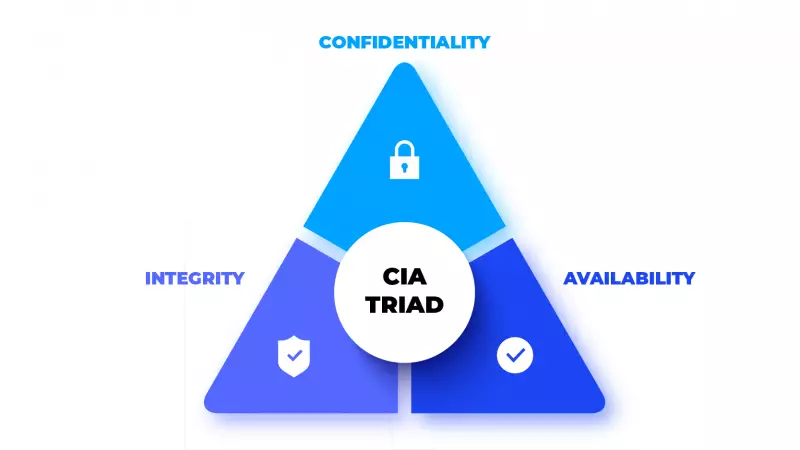 CONFIDENTIALITY
INTEGRITY
CIA
TRIAD
AVAILABILITY